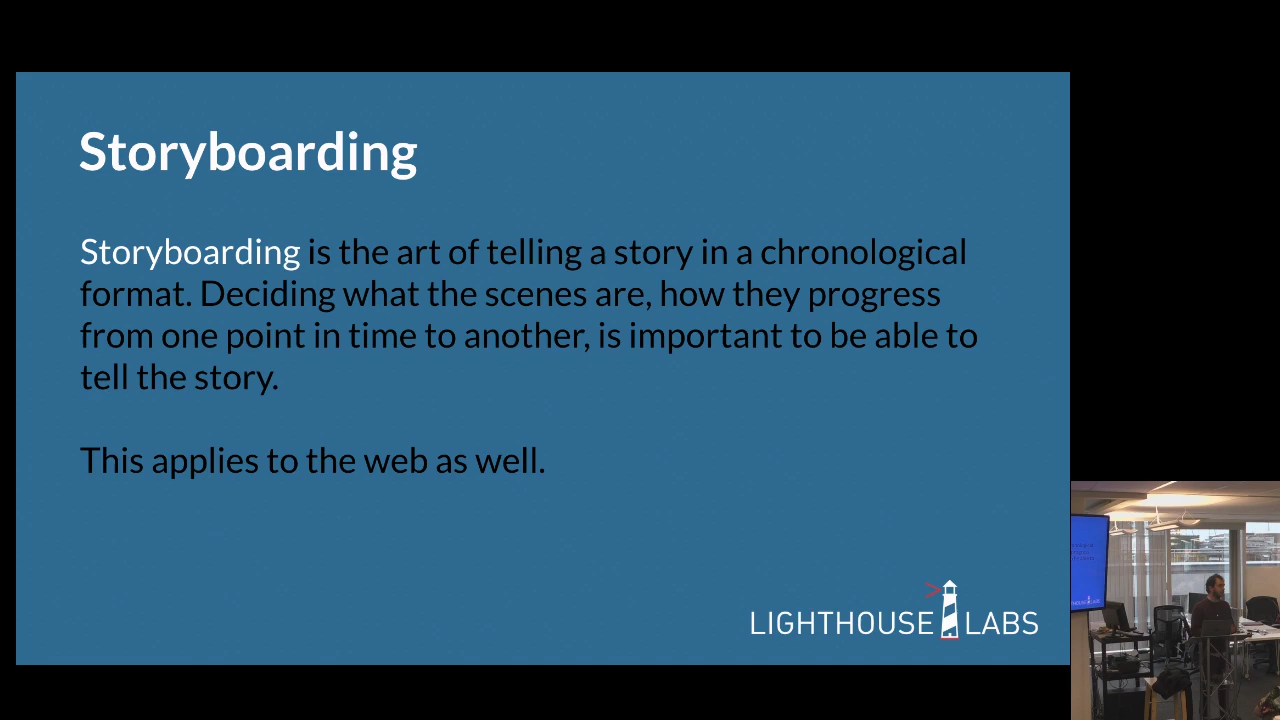 Storyboarding
Storyboarding is the art of telling a story in a chronological
format. Deciding what the scenes are, how they progress
from one point in time to another, is important to be able to
tell the story.
This applies to the web as well.
LIGHTHOUSE LABS